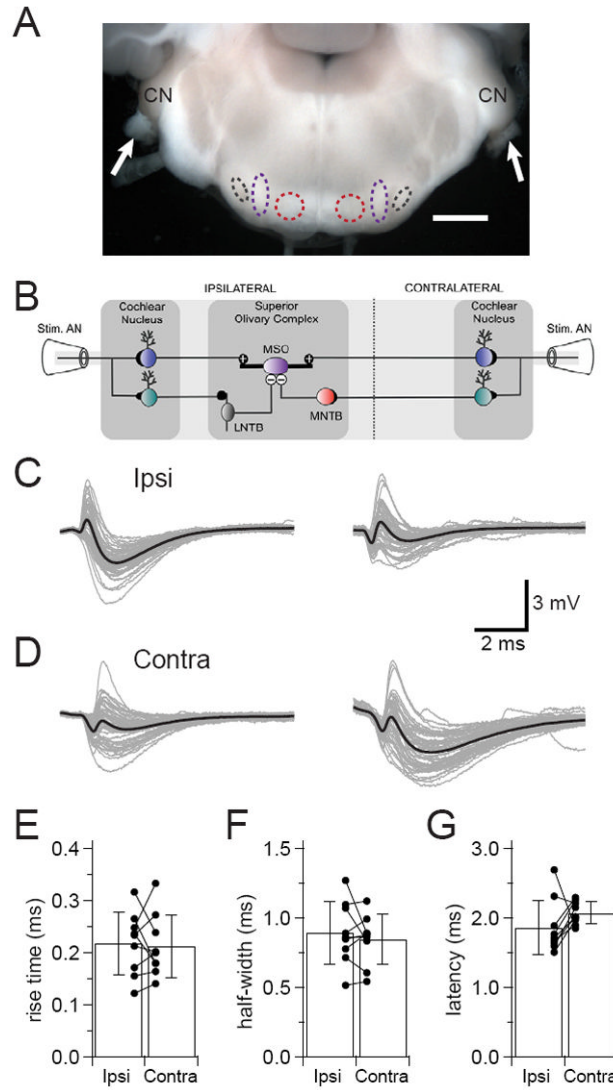 A
CN
CN
B
IPSILATERAL
CONTRALATERAL
Stim. AN
Cochlear
Nucleus
Superior
Olivary Complex
Cochlear
Nucleus
Stim. AN
MSO
LNTB
MNTB
C
Ipsi
3 mV
2 ms
D
Contra
E
rise time (ms)
0.4
0.3
0.2
0.1
0.0
Ipsi
Contra
F
half-width (ms)
1.5
1.0
0.5
0.0
Ipsi
Contra
G
latency (ms)
3.0
2.0
1.0
0.0
Ipsi
Contra